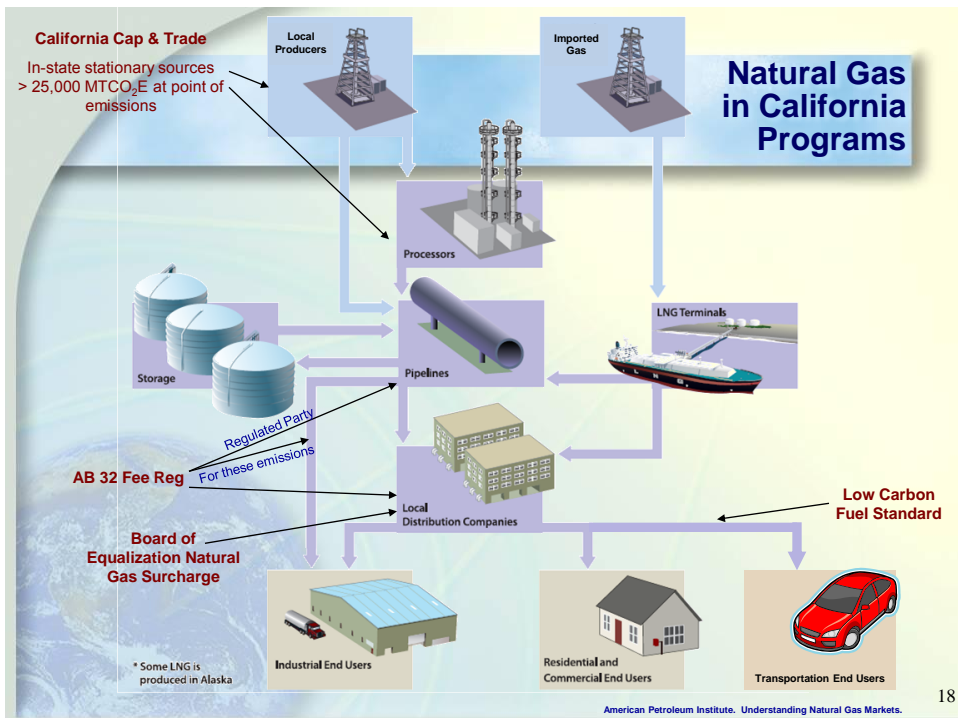 California Cap & Trade
In-state stationary sources
> 25,000 MTCO₂E at point of
emissions
Local
Producers
Imported
Gas
Natural Gas
in California
Programs
Processors
Storage
Pipelines
LNG Terminals
L N G
Regulated Party
For these emissions
AB 32 Fee Reg
Local
Distribution Companies
Low Carbon
Fuel Standard
Board of
Equalization Natural
Gas Surcharge
Industrial End Users
Residential and
Commercial End Users
Transportation End Users
* Some LNG is
produced in Alaska
18
American Petroleum Institute. Understanding Natural Gas Markets.